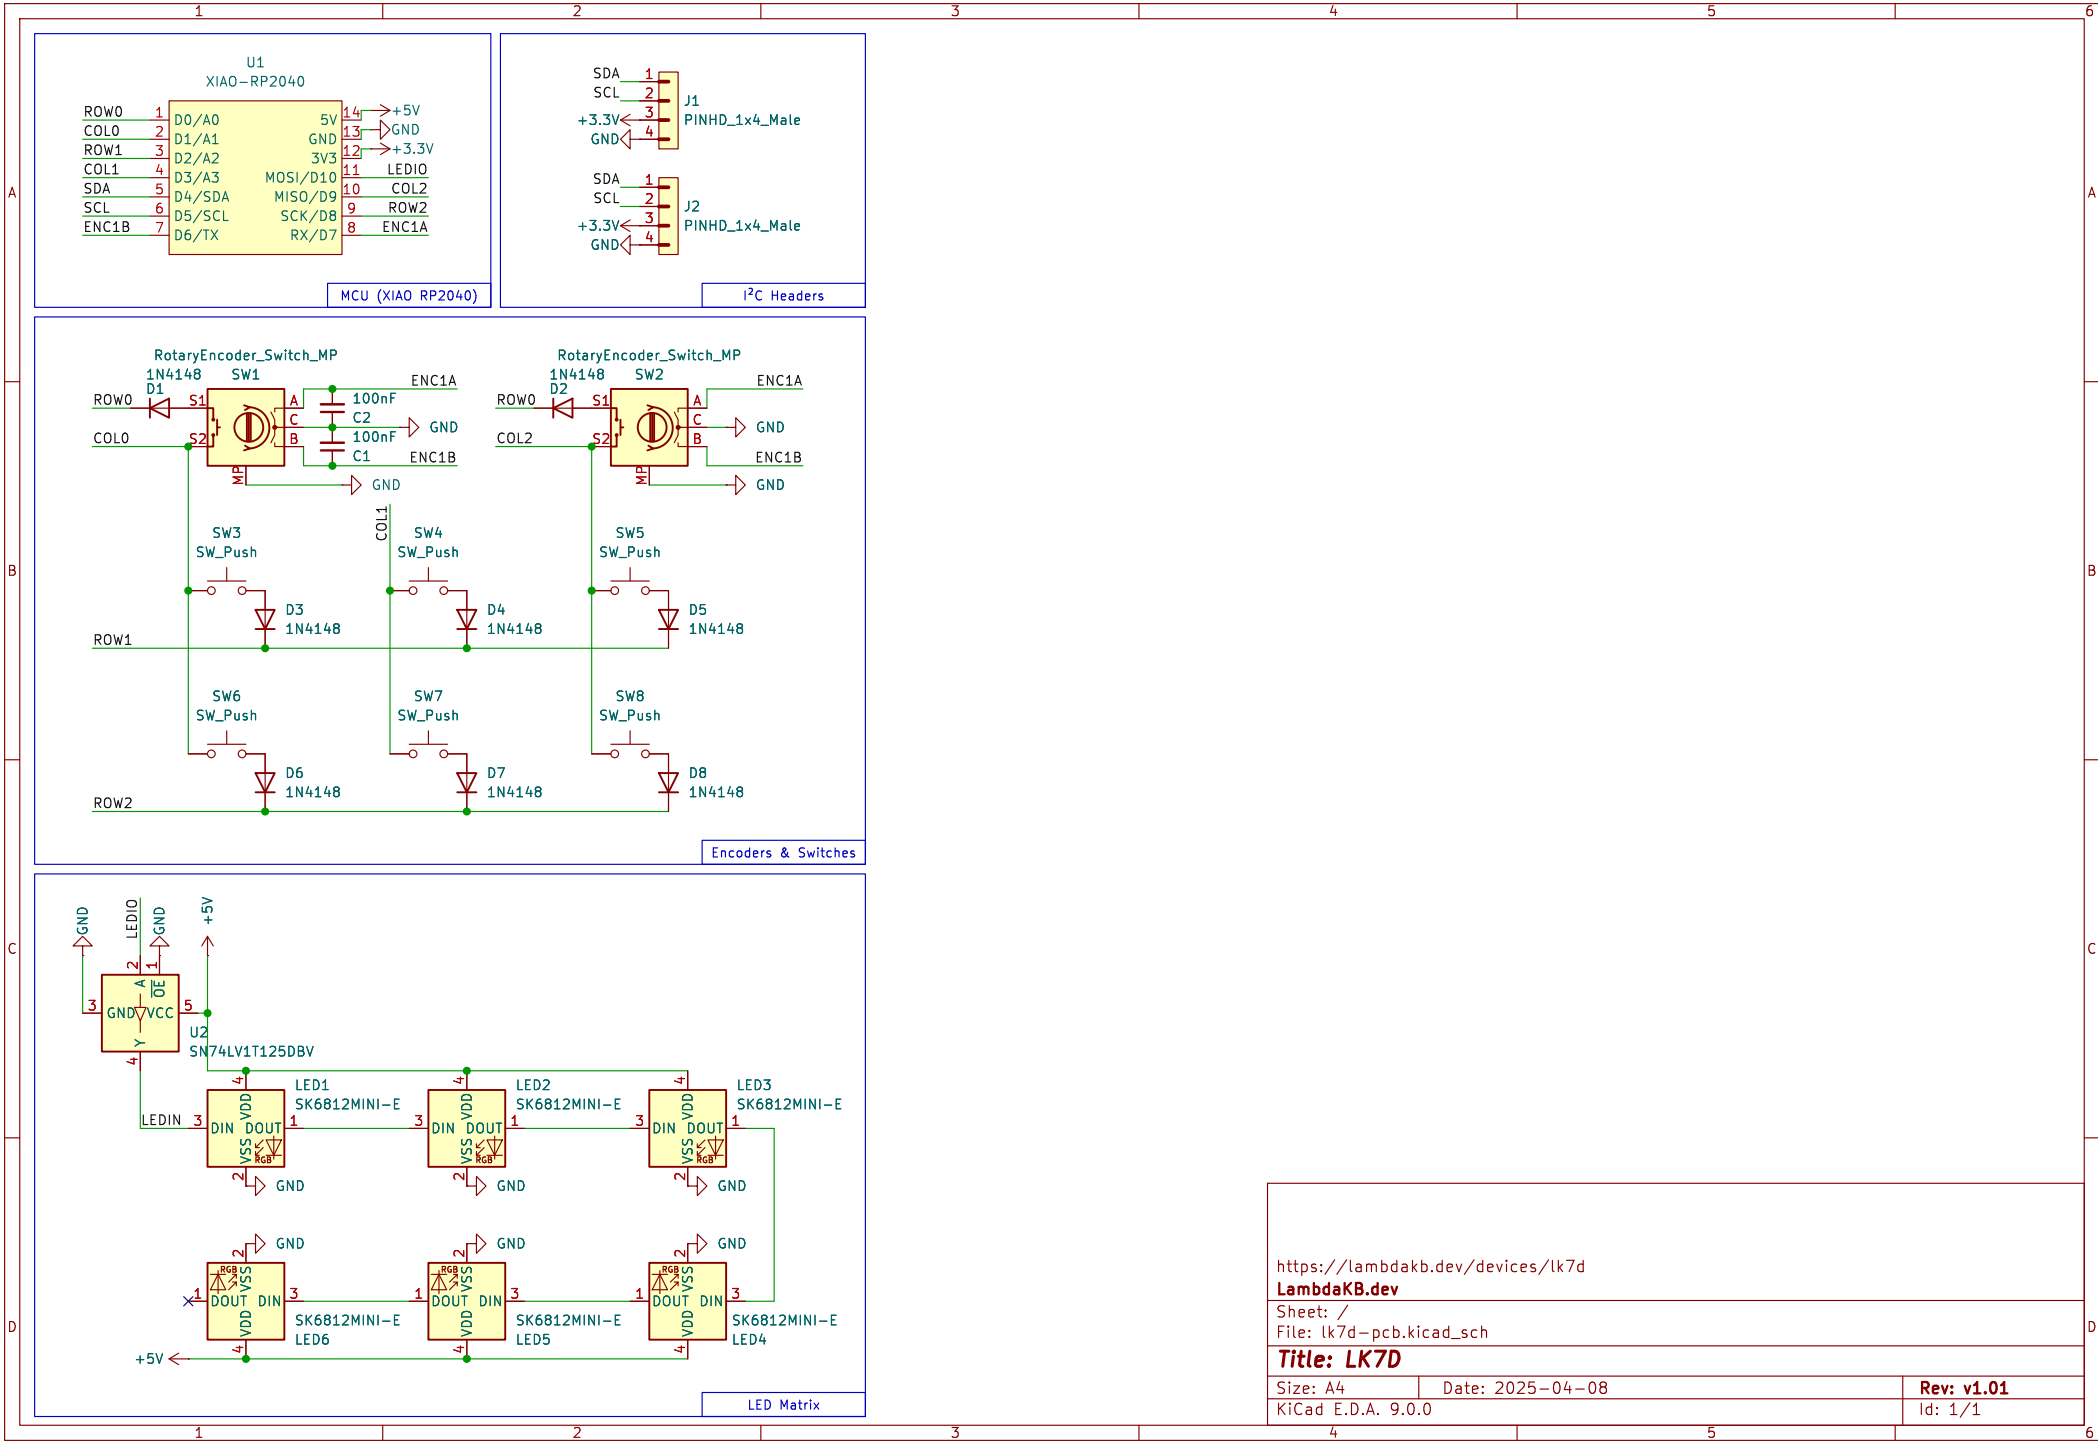 1 2 3 4 5 6
A
B
C
D
A
B
C
D
1 2 3 4 5 6
U1
XIAO-RP2040
ROW0 1 D0/A0 5V 14 +5V
COL0 2 D1/A1 GND 13 GND
ROW1 3 D2/A2 3V3 12 +3.3V
COL1 4 D3/A3 MOSI/D10 11 LEDIO
SDA 5 D4/SDA MISO/D9 10 COL2
SCL 6 D5/SCL SCK/D8 9 ROW2
ENC1B 7 D6/TX RX/D7 8 ENC1A
MCU (XIAO RP2040)
SDA 1
SCL 2 J1
+3.3V 3 PINHD_1x4_Male
GND 4
SDA 1
SCL 2 J2
+3.3V 3 PINHD_1x4_Male
GND 4
I²C Headers
RotaryEncoder_Switch_MP
1N4148 SW1
D1
ROW0 S1 A ENC1A
100nF
C2
C GND
COL0 S2 B ENC1B
100nF
C1
MP GND
RotaryEncoder_Switch_MP
1N4148 SW2
D2
ROW0 S1 A ENC1A
C GND
COL2 S2 B ENC1B
MP GND
COL1
SW3 SW4 SW5
SW_Push SW_Push SW_Push
D3 D4 D5
1N4148 1N4148 1N4148
ROW1
SW6 SW7 SW8
SW_Push SW_Push SW_Push
D6 D7 D8
1N4148 1N4148 1N4148
ROW2
Encoders & Switches
GND LEDIO GND +5V
2 1
A OE
3 GND VCC 5
Y
4
U2
SN74LV1T125DBV
LEDIN
4 VDD LED1
SK6812MINI-E
3 DIN DOUT 1
VSS RGB
2 GND
4 VDD LED2
SK6812MINI-E
3 DIN DOUT 1
VSS RGB
2 GND
4 VDD LED3
SK6812MINI-E
3 DIN DOUT 1
VSS RGB
2 GND
2 GND
RGB VSS
1 DOUT DIN 3
VDD SK6812MINI-E
4 LED6
2 GND
RGB VSS
1 DOUT DIN 3
VDD SK6812MINI-E
4 LED5
2 GND
RGB VSS
1 DOUT DIN 3
VDD SK6812MINI-E
4 LED4
+5V
LED Matrix
https://lambdakb.dev/devices/lk7d
LambdaKB.dev
Sheet: /
File: lk7d-pcb.kicad_sch
Title: LK7D
Size: A4 Date: 2025-04-08 Rev: v1.01
KiCad E.D.A. 9.0.0 Id: 1/1